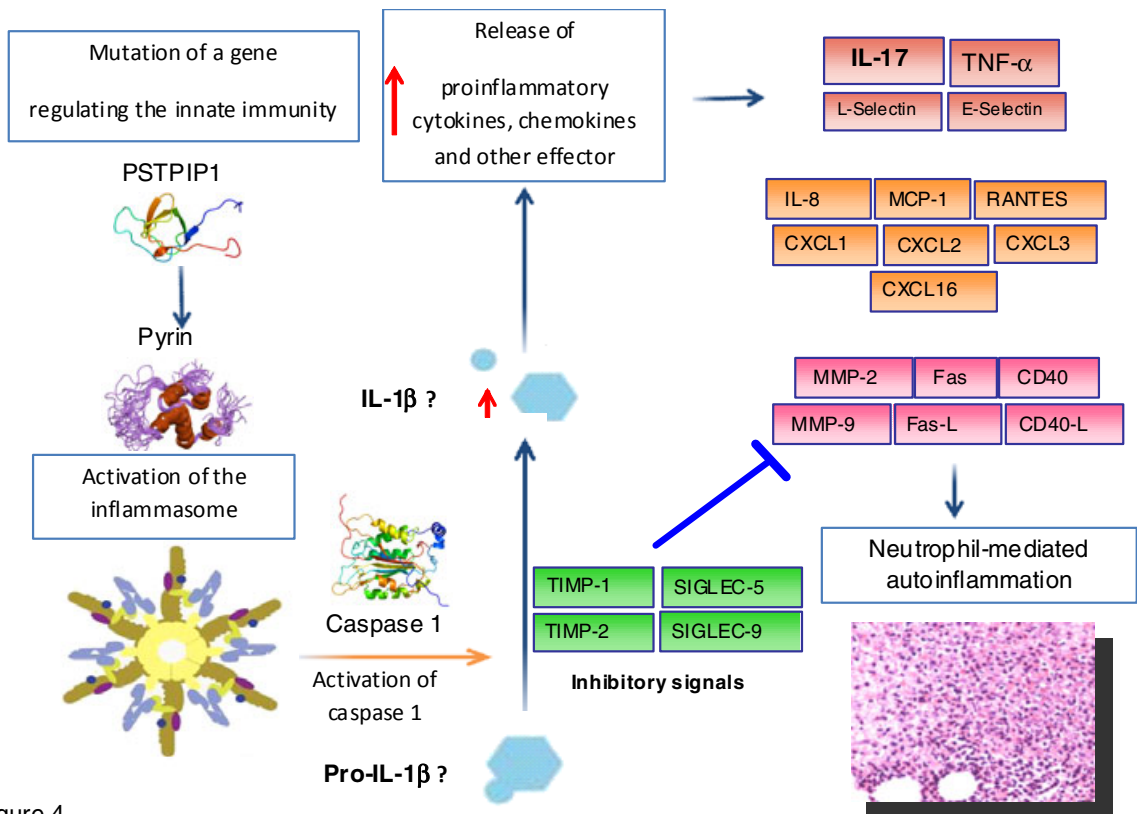 Mutation of a gene
regulating the innate immunity
PSTPIP1
Pyrin
Activation of the
inflammasome
Caspase 1
Activation of
caspase 1
Release of
proinflammatory
cytokines, chemokines
and other effector
IL-1β ?
Pro-IL-1β ?
TIMP-1 SIGLEC-5
TIMP-2 SIGLEC-9
Inhibitory signals
IL-17 TNF-α
L-Selectin E-Selectin
IL-8 MCP-1 RANTES
CXCL1 CXCL2 CXCL3
CXCL16
MMP-2 Fas CD40
MMP-9 Fas-L CD40-L
Neutrophil-mediated
autoinflammation